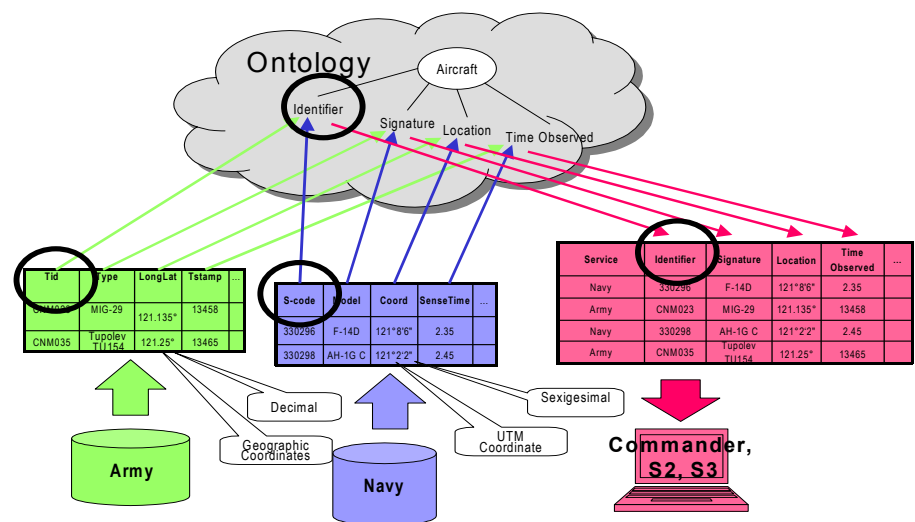 Ontology
Aircraft
Identifier
Signature
Location
Time Observed
Tid Type LongLat Tstamp ...
CNM023 MIG-29 121.135° 13458
CNM035 Tupolev TU154 121.25° 13465
S-code Model Coord SenseTime ...
330296 F-14D 121°8'6" 2.35
330298 AH-1G C 121°2'2" 2.45
Service Identifier Signature Location Time Observed ...
Navy 330296 F-14D 121°8'6" 2.35
Army CNM023 MIG-29 121.135° 13458
Navy 330298 AH-1G C 121°2'2" 2.45
Army CNM035 Tupolev TU154 121.25° 13465
Decimal
Geographic
Coordinates
Sexigesimal
UTM
Coordinate
Army
Navy
Commander,
S2, S3